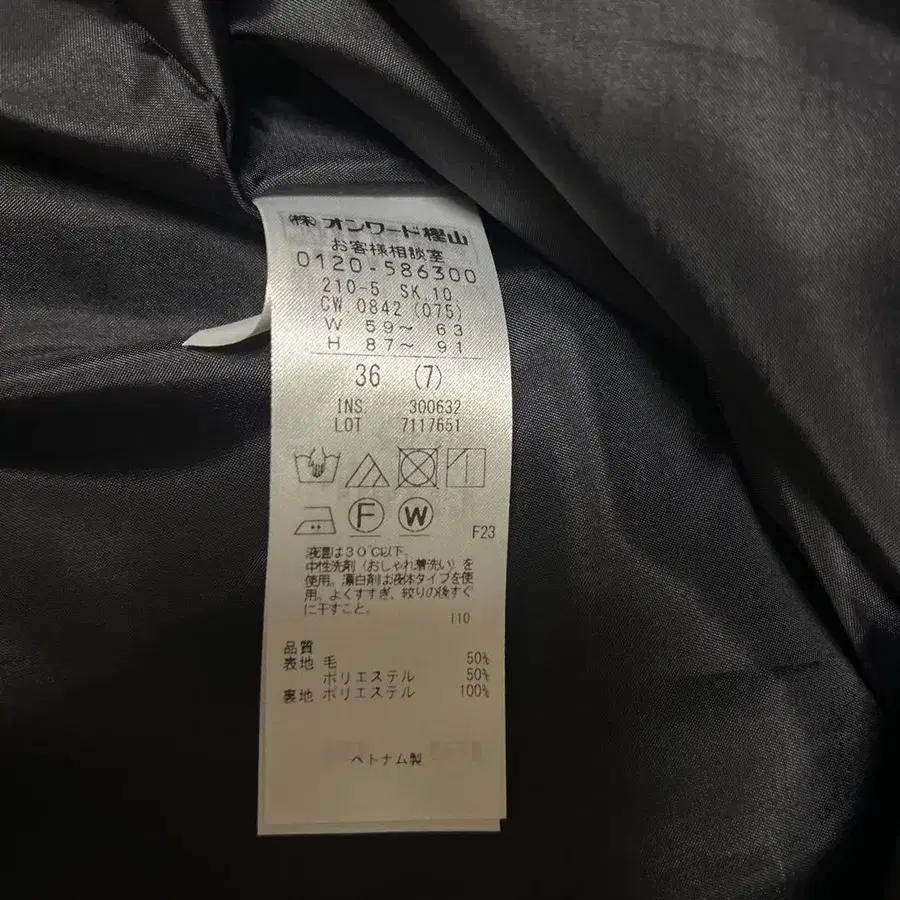 ㈱オンワード樫山
お客様相談室
0120-586300
210-5 SK.10
CW.0842 (075)
W 59〜 63
H 87〜 91
36 (7)
INS. 300632
LOT 7117651
F W
F23
液温は30℃以下。
中性洗剤(おしゃれ着洗い)を
使用。漂白剤は液体タイプを使
用。よくすすぎ、絞りの後すぐ
に干すこと。
I10
品質
表地 毛 50%
ポリエステル 50%
裏地 ポリエステル 100%
ベトナム製